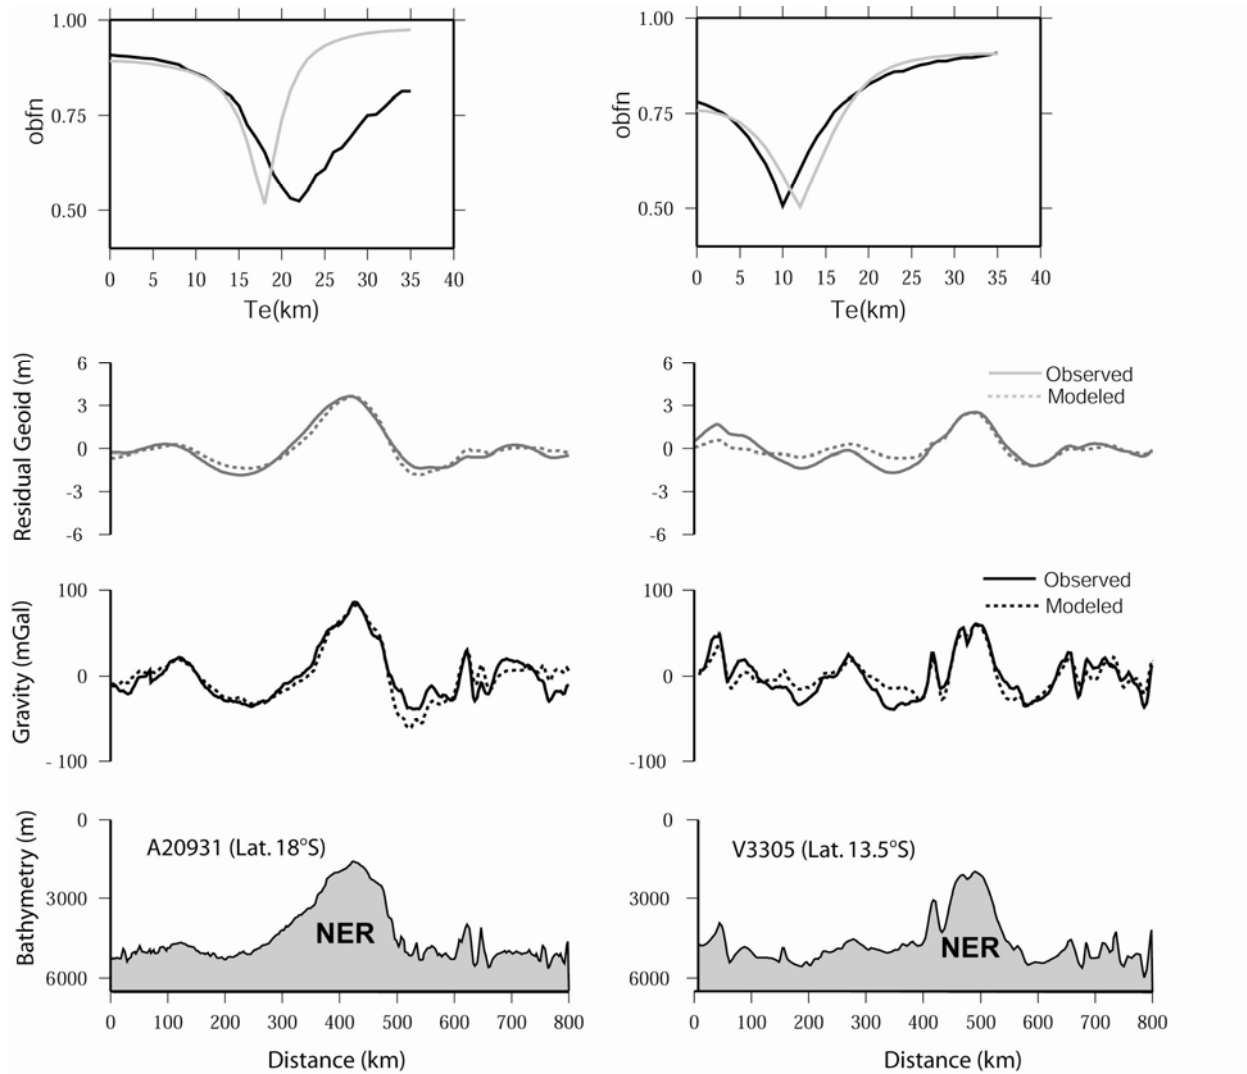 1.00
0.75
0.50
obfn
0 5 10 15 20 25 30 35 40
Te(km)
1.00
0.75
0.50
obfn
0 5 10 15 20 25 30 35 40
Te(km)
Residual Geoid (m)
6
3
0
-3
-6
6
3
0
-3
-6
Observed
Modeled
Gravity (mGal)
100
0
- 100
100
0
-100
Observed
Modeled
Bathymetry (m)
0
3000
6000
A20931 (Lat. 18°S)
NER
0 100 200 300 400 500 600 700 800
Distance (km)
0
3000
6000
V3305 (Lat. 13.5°S)
NER
0 100 200 300 400 500 600 700 800
Distance (km)